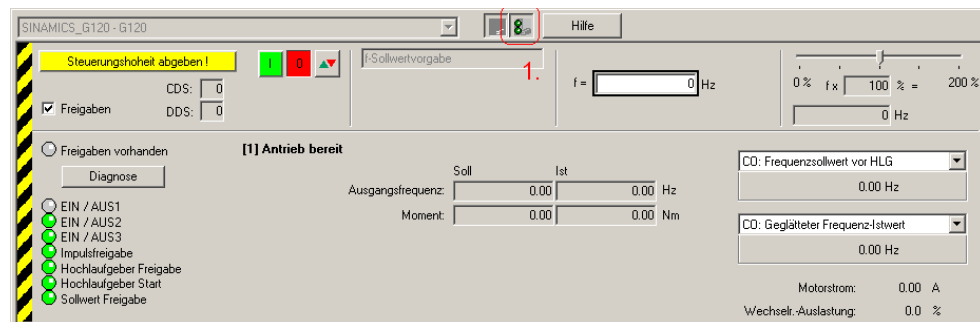 SINAMICS_G120 - G120
Hilfe
1.
Steuerungshoheit abgeben !
I
0
CDS: 0
DDS: 0
Freigaben
f-Sollwertvorgabe
f = 0 Hz
0 % f x 100 % = 200 %
0 Hz
Freigaben vorhanden
Diagnose
EIN / AUS1
EIN / AUS2
EIN / AUS3
Impulsfreigabe
Hochlaufgeber Freigabe
Hochlaufgeber Start
Sollwert Freigabe
[1] Antrieb bereit
Soll Ist
Ausgangsfrequenz: 0.00 0.00 Hz
Moment: 0.00 0.00 Nm
CO: Frequenzsollwert vor HLG
0.00 Hz
CO: Geglätteter Frequenz-Istwert
0.00 Hz
Motorstrom: 0.00 A
Wechselr.-Auslastung: 0.0 %